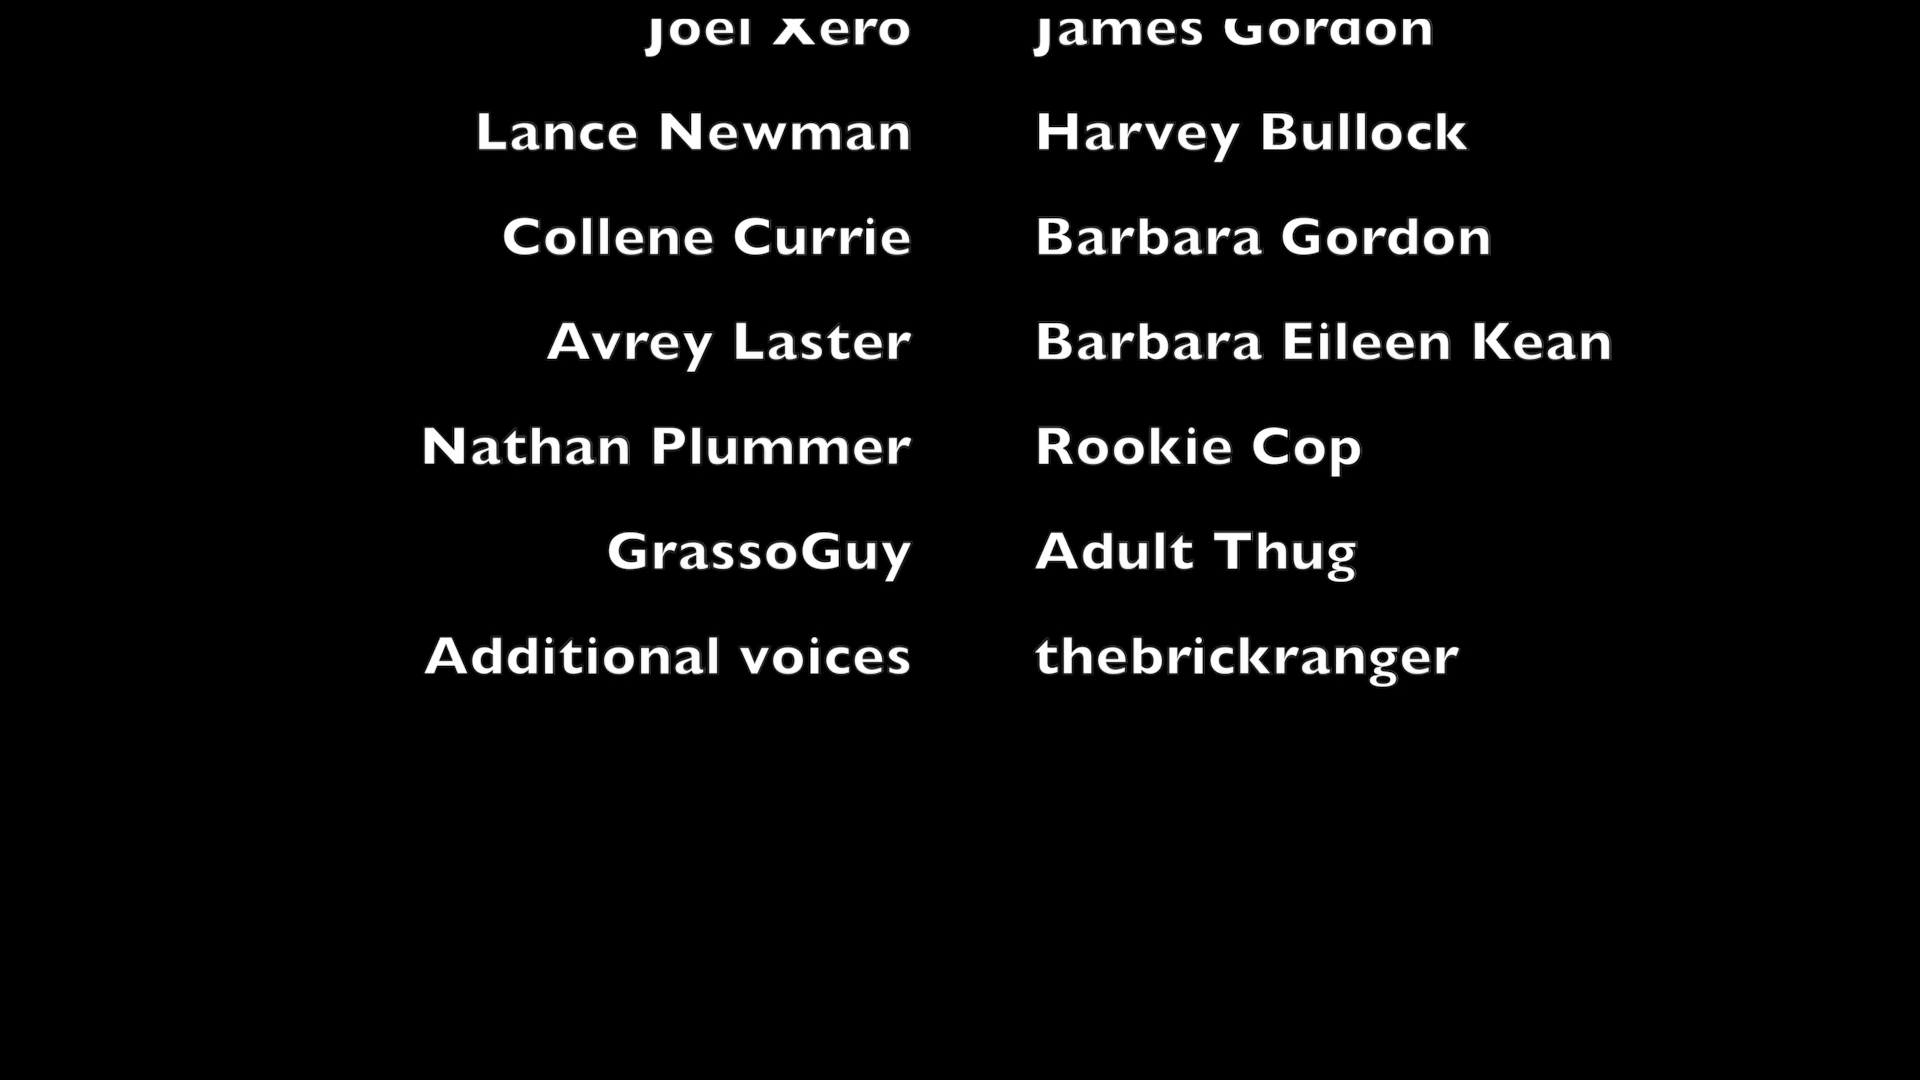 Joel Xero James Gordon
Lance Newman Harvey Bullock
Collene Currie Barbara Gordon
Avrey Laster Barbara Eileen Kean
Nathan Plummer Rookie Cop
GrassoGuy Adult Thug
Additional voices thebrickranger